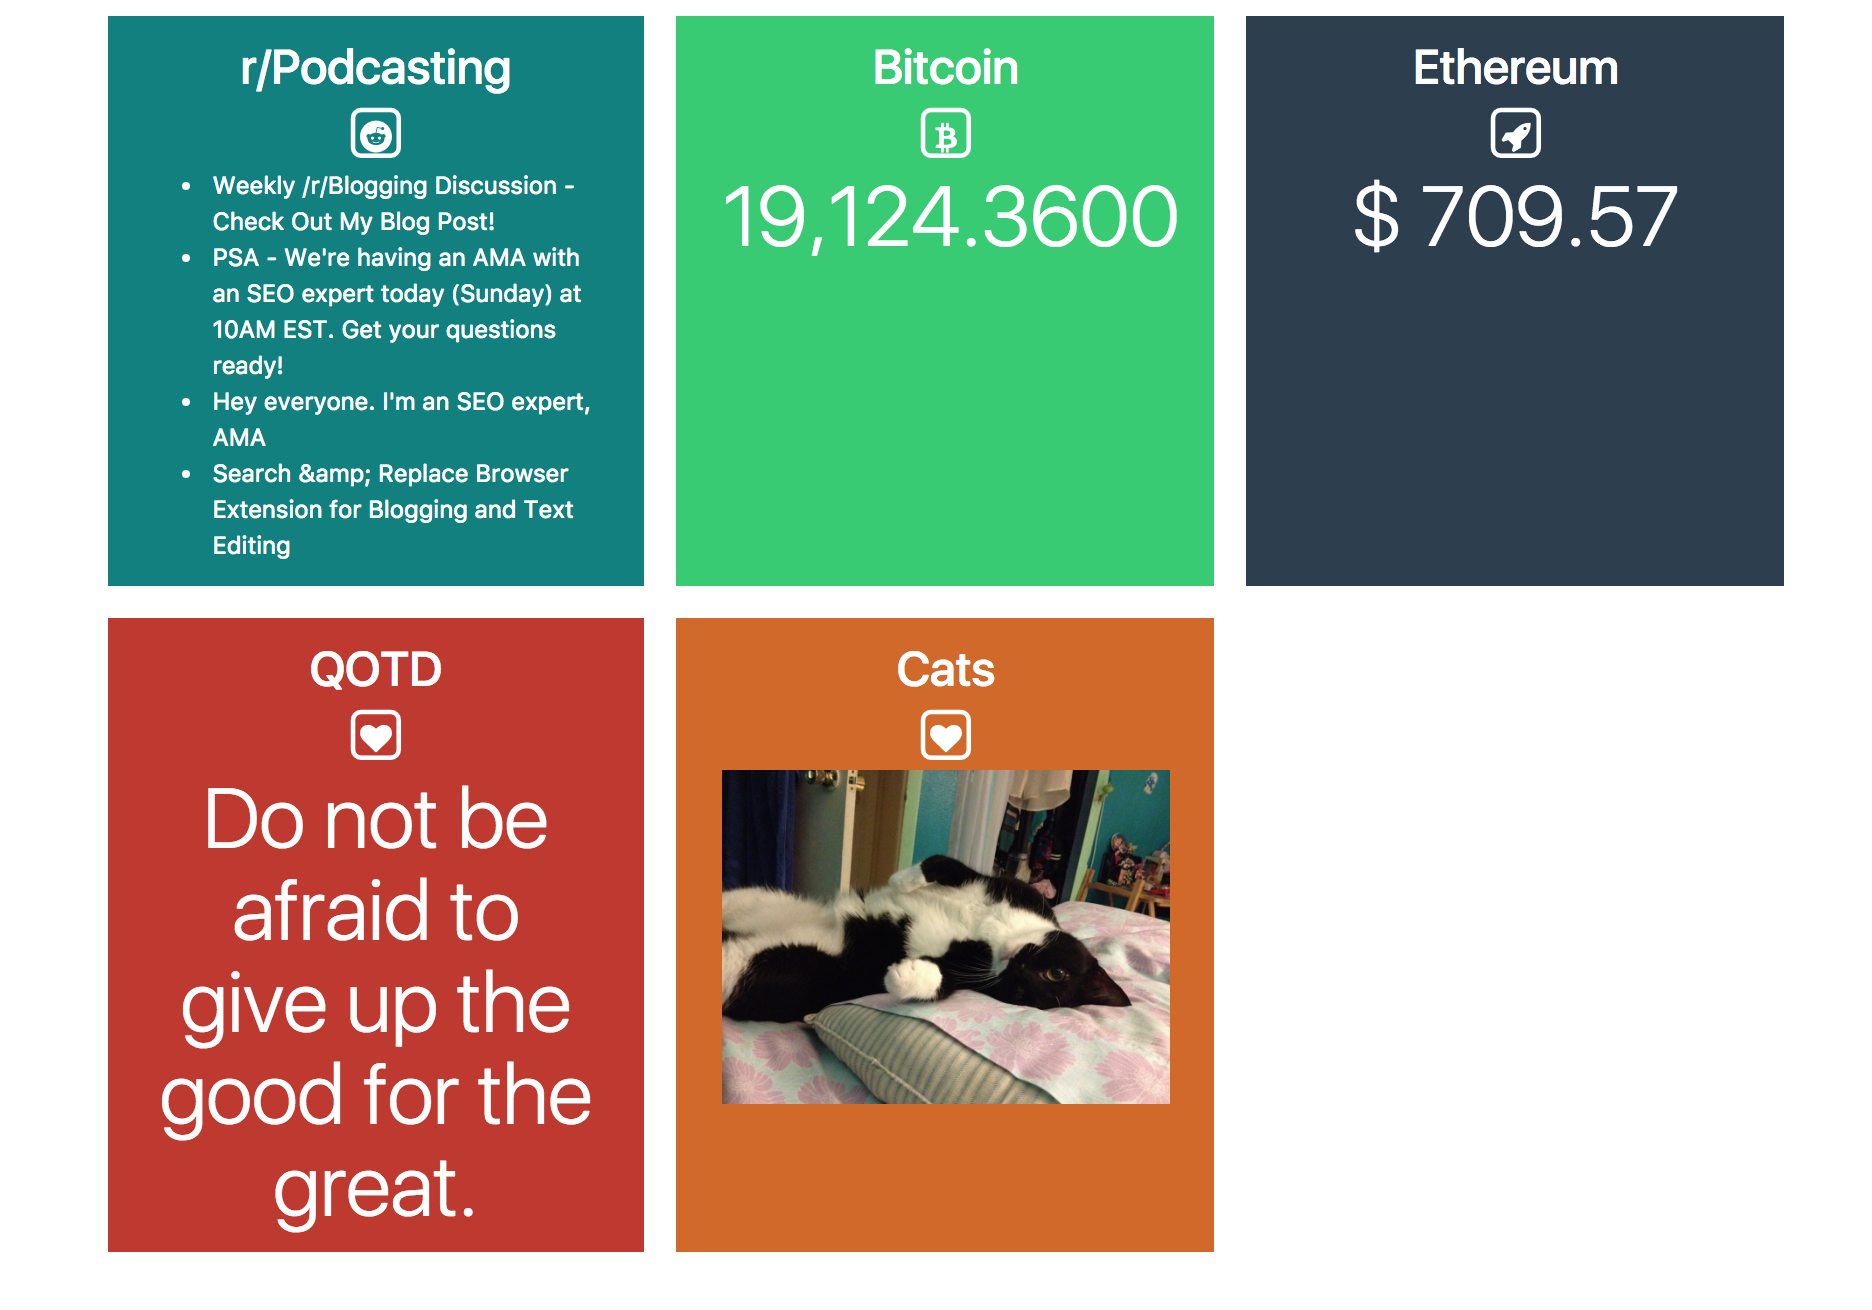 r/Podcasting
Weekly /r/Blogging Discussion -
Check Out My Blog Post!
PSA - We're having an AMA with
an SEO expert today (Sunday) at
10AM EST. Get your questions
ready!
Hey everyone. I'm an SEO expert,
AMA
Search &amp; Replace Browser
Extension for Blogging and Text
Editing
Bitcoin
19,124.3600
Ethereum
$ 709.57
QOTD
Do not be
afraid to
give up the
good for the
great.
Cats